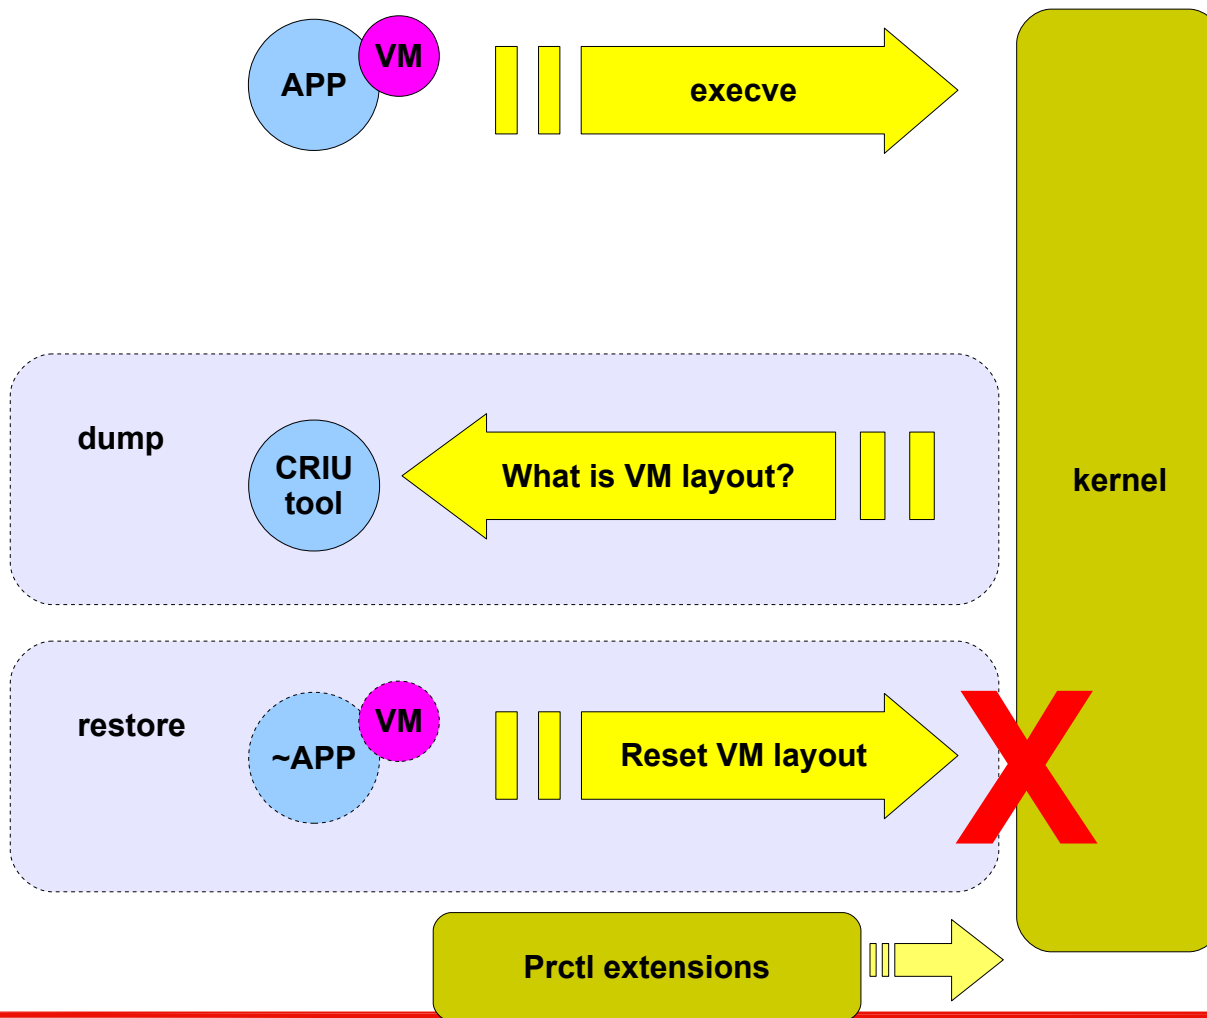 APP
VM
execve
kernel
dump
CRIU
tool
What is VM layout?
restore
~APP
VM
Reset VM layout
X
Prctl extensions